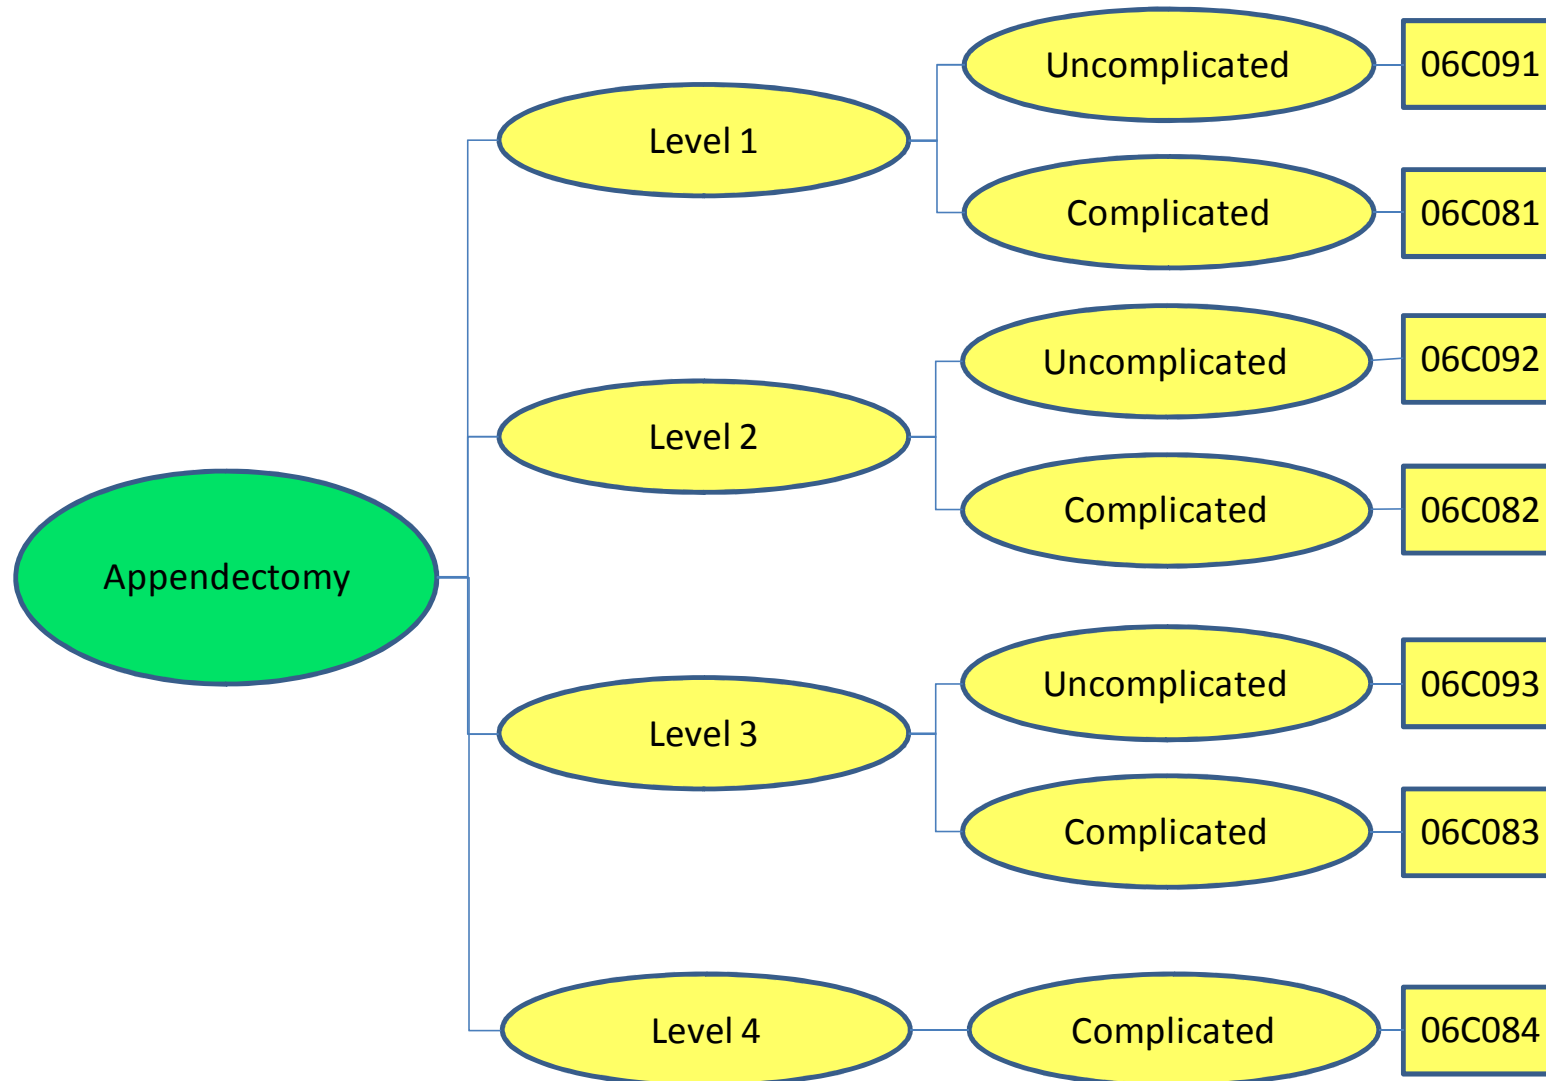 Appendectomy
Level 1
Uncomplicated
06C091
Complicated
06C081
Level 2
Uncomplicated
06C092
Complicated
06C082
Level 3
Uncomplicated
06C093
Complicated
06C083
Level 4
Complicated
06C084